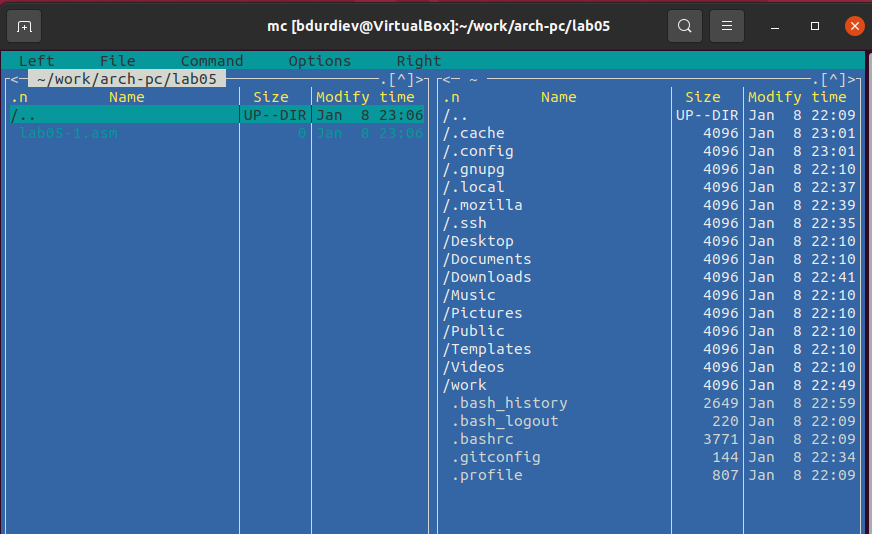 mc [bdurdiev@VirtualBox]:~/work/arch-pc/lab05
Left File Command Options Right
<─ ~/work/arch-pc/lab05 ─.[^]>
.n Name Size Modify time
/.. UP--DIR Jan 8 23:06
lab05-1.asm 0 Jan 8 23:06
<─ ~ ─.[^]>
.n Name Size Modify time
/.. UP--DIR Jan 8 22:09
/.cache 4096 Jan 8 23:01
/.config 4096 Jan 8 23:01
/.gnupg 4096 Jan 8 22:10
/.local 4096 Jan 8 22:37
/.mozilla 4096 Jan 8 22:39
/.ssh 4096 Jan 8 22:35
/Desktop 4096 Jan 8 22:10
/Documents 4096 Jan 8 22:10
/Downloads 4096 Jan 8 22:41
/Music 4096 Jan 8 22:10
/Pictures 4096 Jan 8 22:10
/Public 4096 Jan 8 22:10
/Templates 4096 Jan 8 22:10
/Videos 4096 Jan 8 22:10
/work 4096 Jan 8 22:49
.bash_history 2649 Jan 8 22:59
.bash_logout 220 Jan 8 22:09
.bashrc 3771 Jan 8 22:09
.gitconfig 144 Jan 8 22:34
.profile 807 Jan 8 22:09